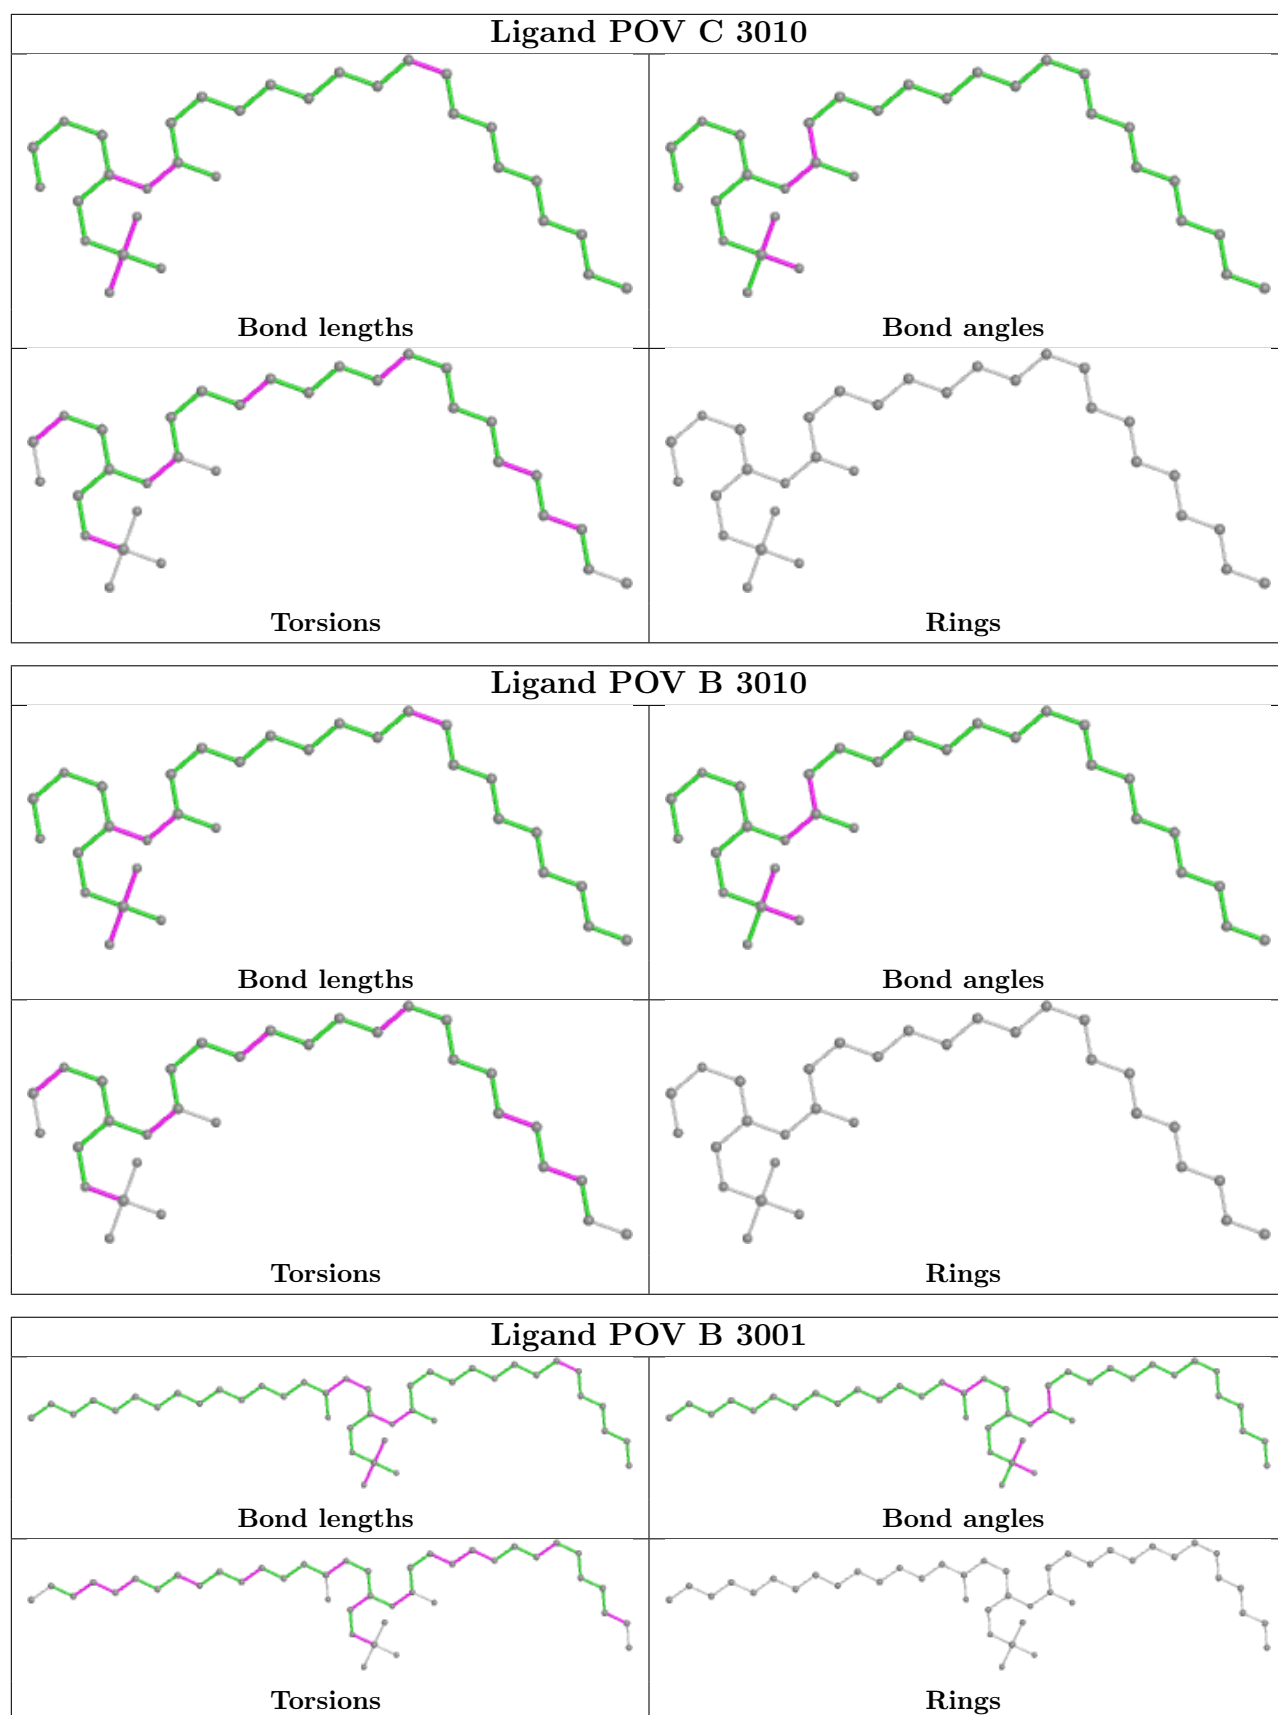 Ligand POV C 3010
Bond lengths
Bond angles
Torsions
Rings
Ligand POV B 3010
Bond lengths
Bond angles
Torsions
Rings
Ligand POV B 3001
Bond lengths
Bond angles
Torsions
Rings